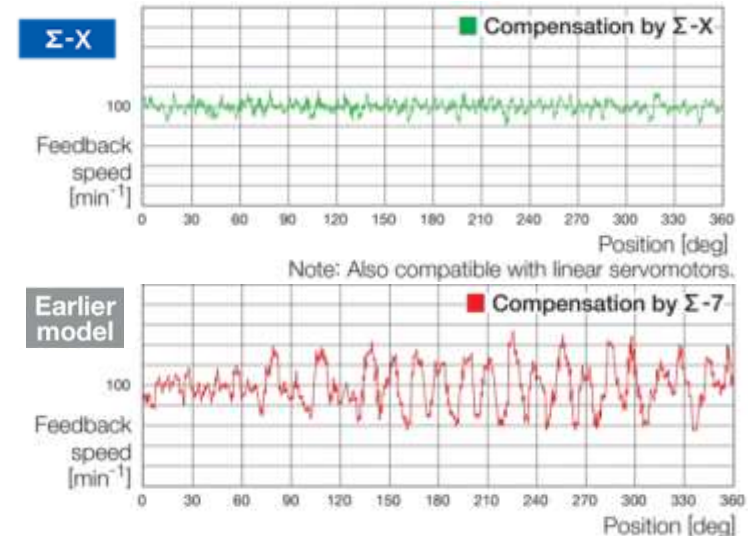 Σ-X
Compensation by Σ-X
100
Feedback
speed
[min⁻¹]
0 30 60 90 120 150 180 210 240 270 300 330 360
Position [deg]
Note: Also compatible with linear servomotors.
Earlier
model
Compensation by Σ-7
100
Feedback
speed
[min⁻¹]
0 30 60 90 120 150 180 210 240 270 300 330 360
Position [deg]